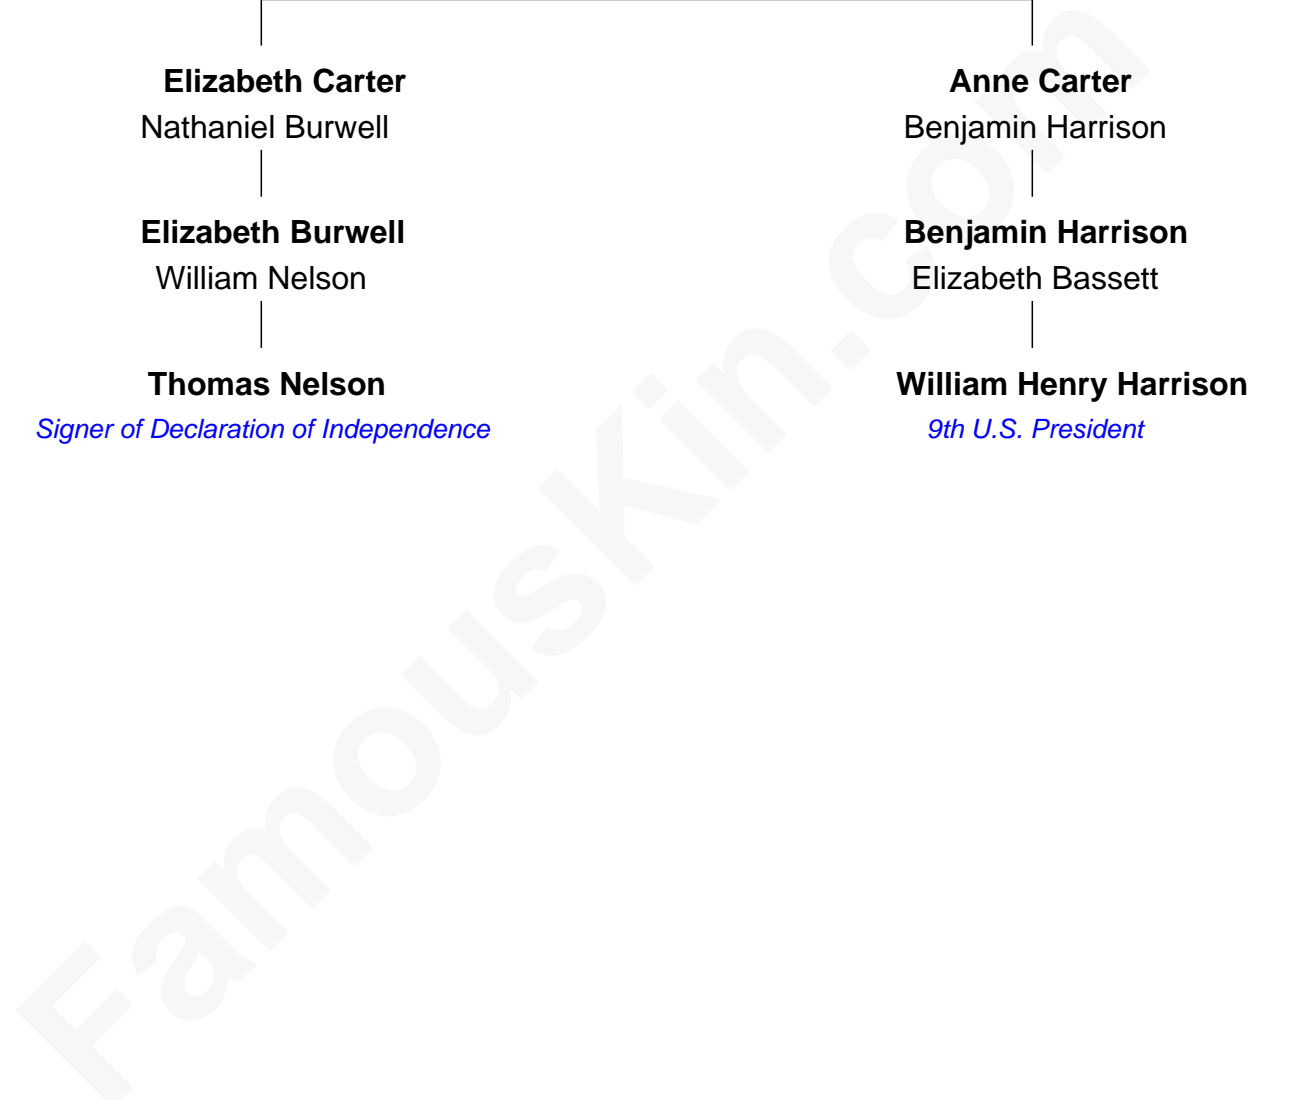 Elizabeth Carter
Nathaniel Burwell
Elizabeth Burwell
William Nelson
Thomas Nelson
Signer of Declaration of Independence
Anne Carter
Benjamin Harrison
Benjamin Harrison
Elizabeth Bassett
William Henry Harrison
9th U.S. President
FamousKin.com